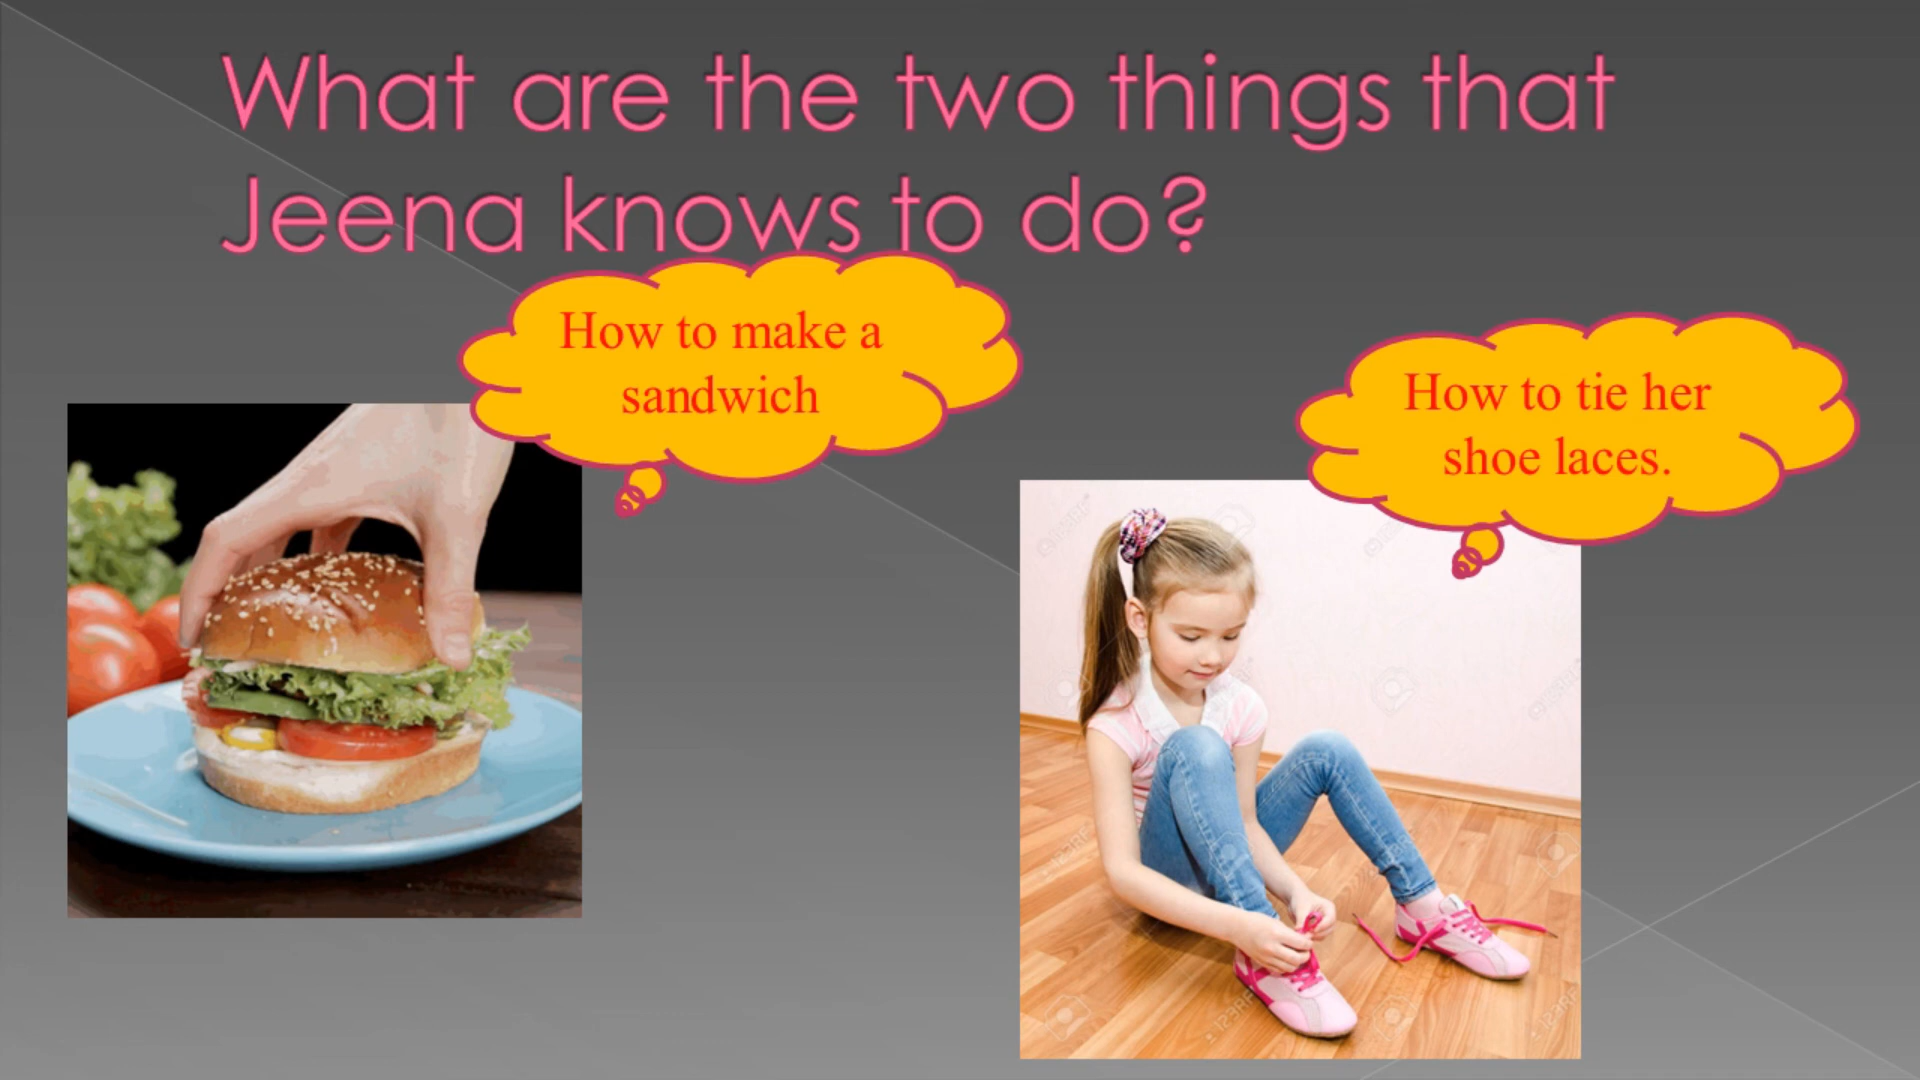 What are the two things that
Jeena knows to do?
How to make a
sandwich
How to tie her
shoe laces.
123RF